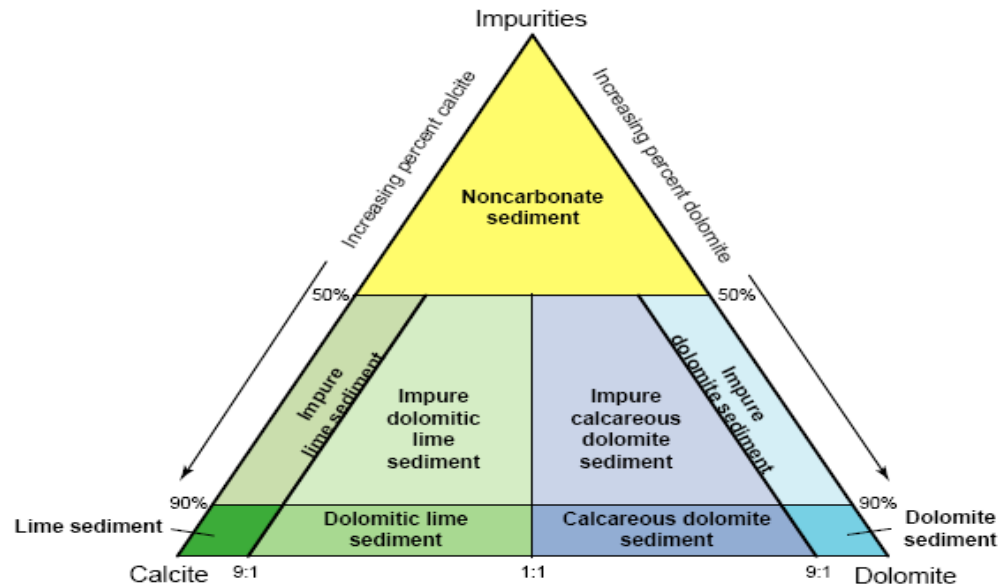 Impurities
Increasing percent calcite
Increasing percent dolomite
Noncarbonate
sediment
50%
50%
Impure
lime sediment
Impure
dolomitic
lime
sediment
Impure
calcareous
dolomite
sediment
Impure
dolomite sediment
90%
90%
Lime sediment
Dolomitic lime
sediment
Calcareous dolomite
sediment
Dolomite
sediment
Calcite
9:1
1:1
9:1
Dolomite